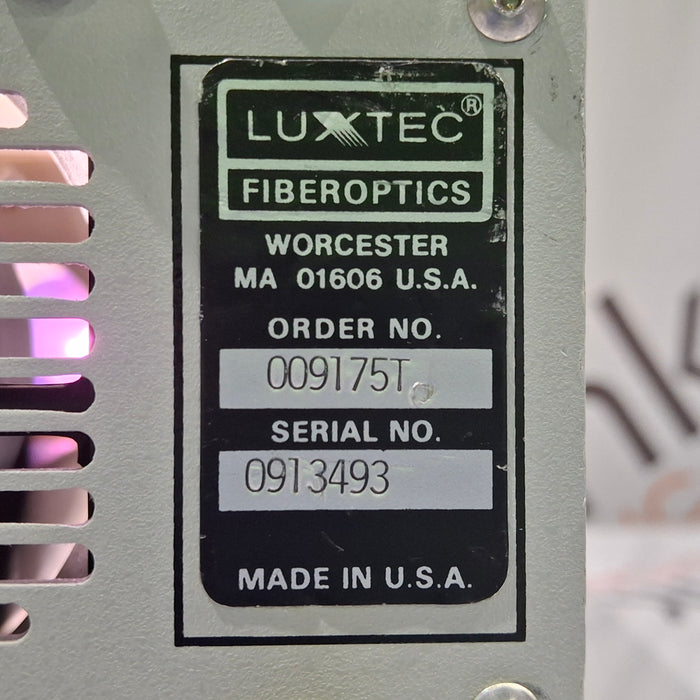 LUXTEC®
FIBEROPTICS
WORCESTER
MA 01606 U.S.A.
ORDER NO.
009175T
SERIAL NO.
0913493
MADE IN U.S.A.